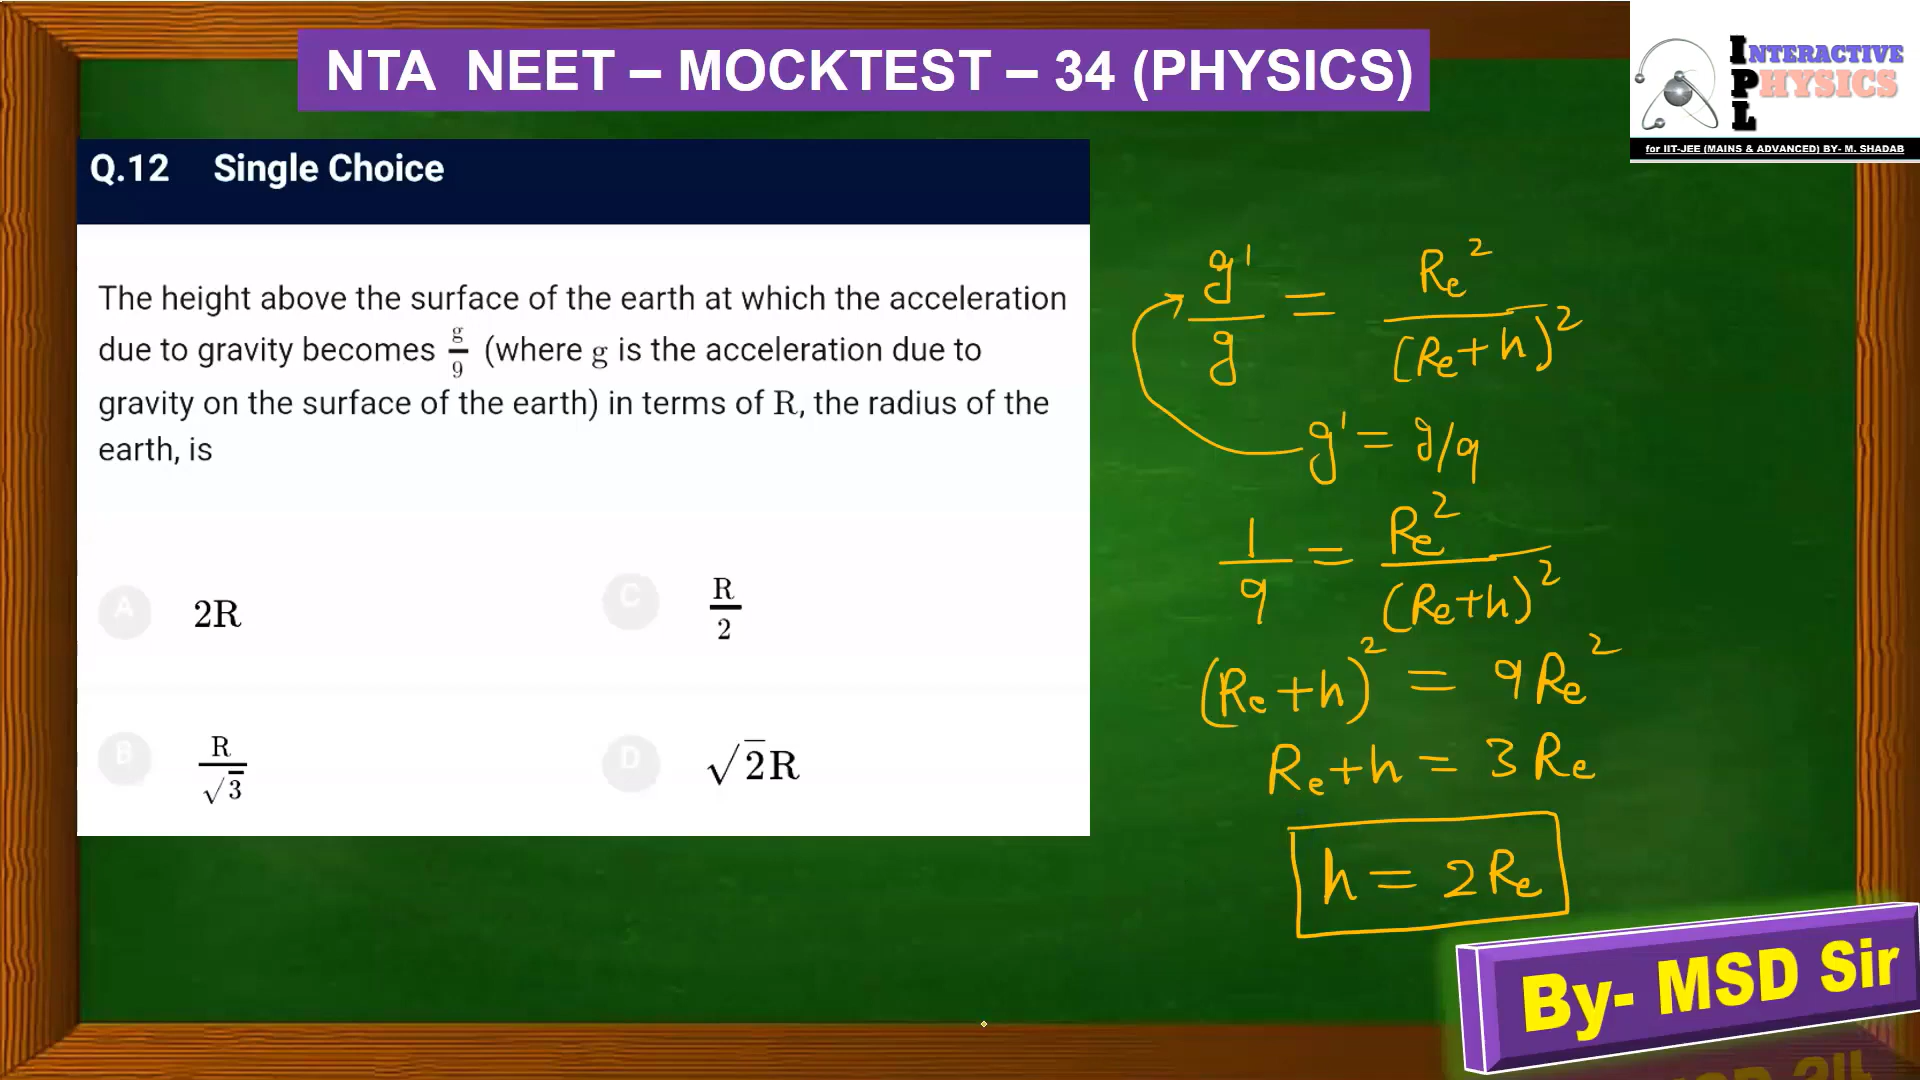 NTA NEET – MOCKTEST – 34 (PHYSICS)
INTERACTIVE
PHYSICS
L
for IIT-JEE (MAINS & ADVANCED) BY- M. SHADAB
Q.12 Single Choice
The height above the surface of the earth at which the acceleration
due to gravity becomes g/9 (where g is the acceleration due to
gravity on the surface of the earth) in terms of R, the radius of the
earth, is
A 2R
C R/2
B R/√3
D √2R
g'/g = Re²/(Re+h)²
g' = g/9
1/9 = Re²/(Re+h)²
(Re+h)² = 9Re²
Re+h = 3Re
h = 2Re
By- MSD Sir